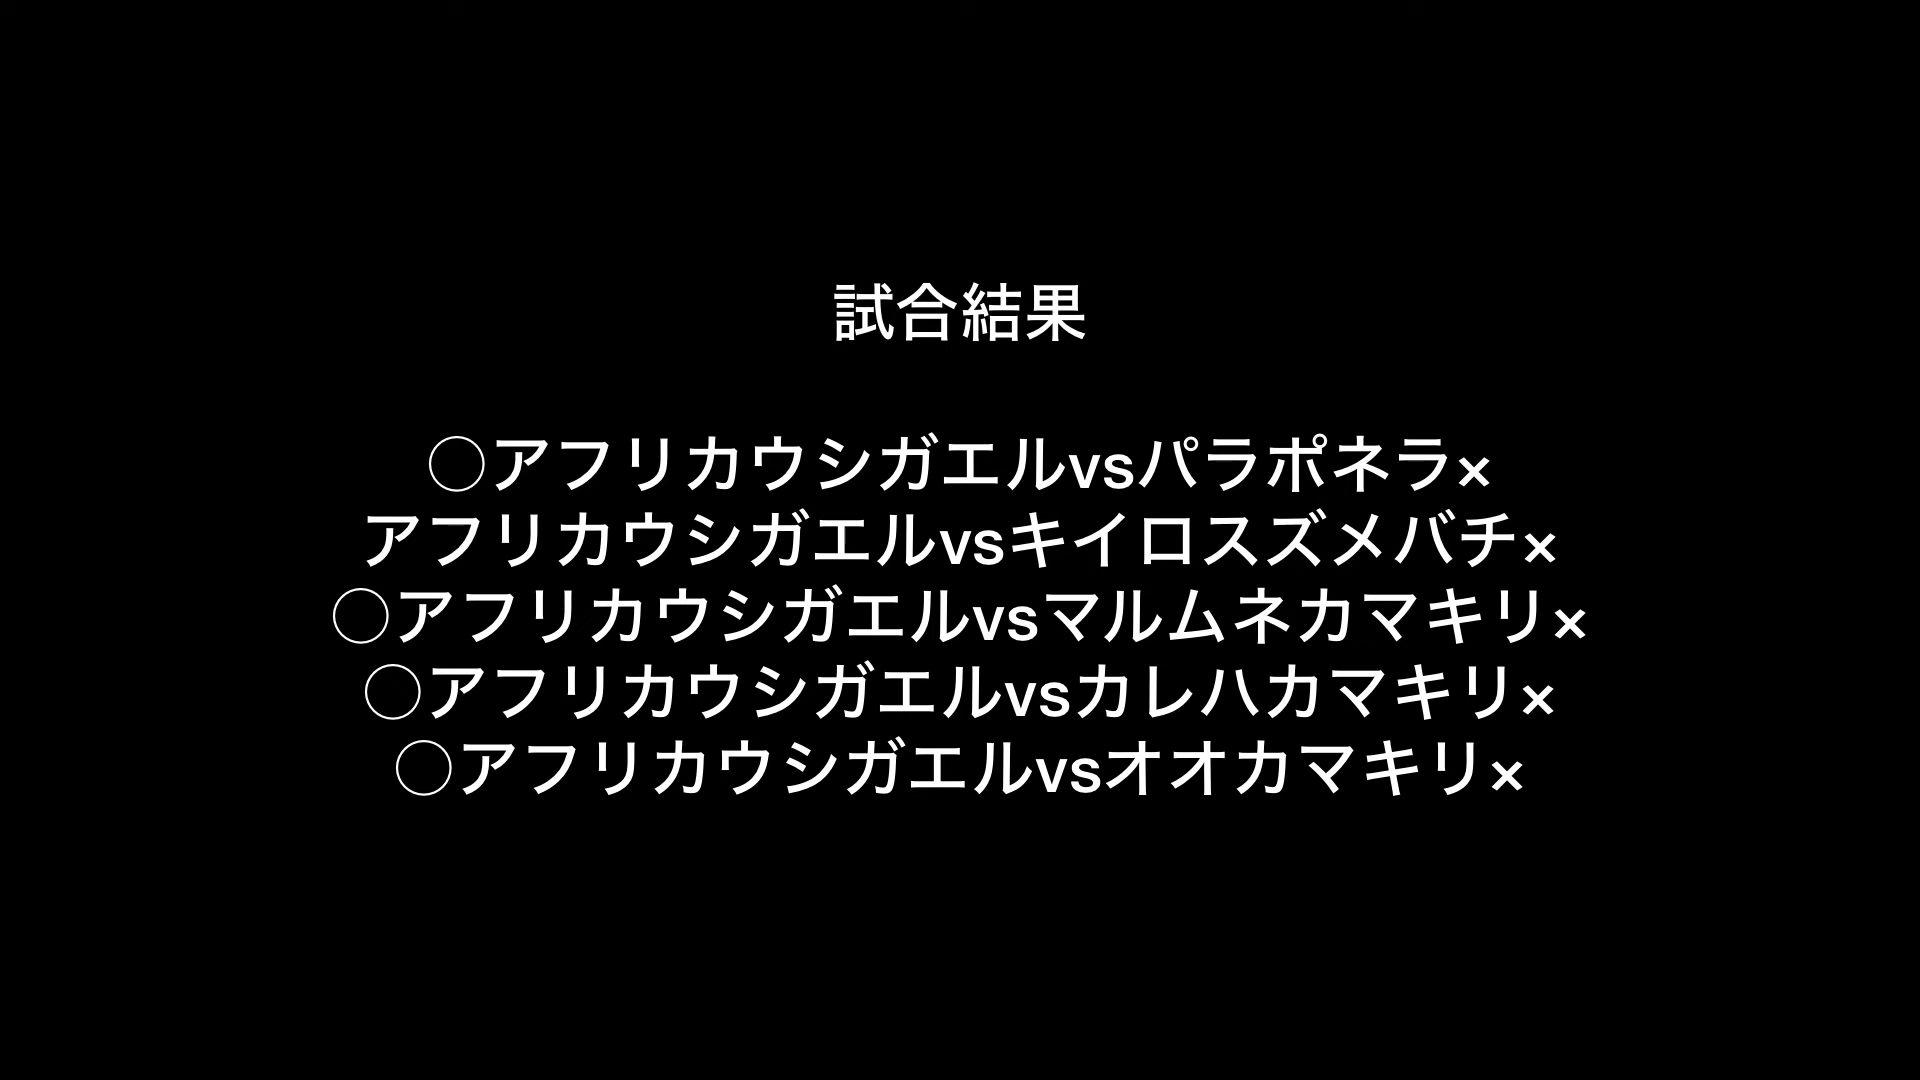 試合結果
◯アフリカウシガエルvsパラポネラ×
アフリカウシガエルvsキイロスズメバチ×
◯アフリカウシガエルvsマルムネカマキリ×
◯アフリカウシガエルvsカレハカマキリ×
◯アフリカウシガエルvsオオカマキリ×